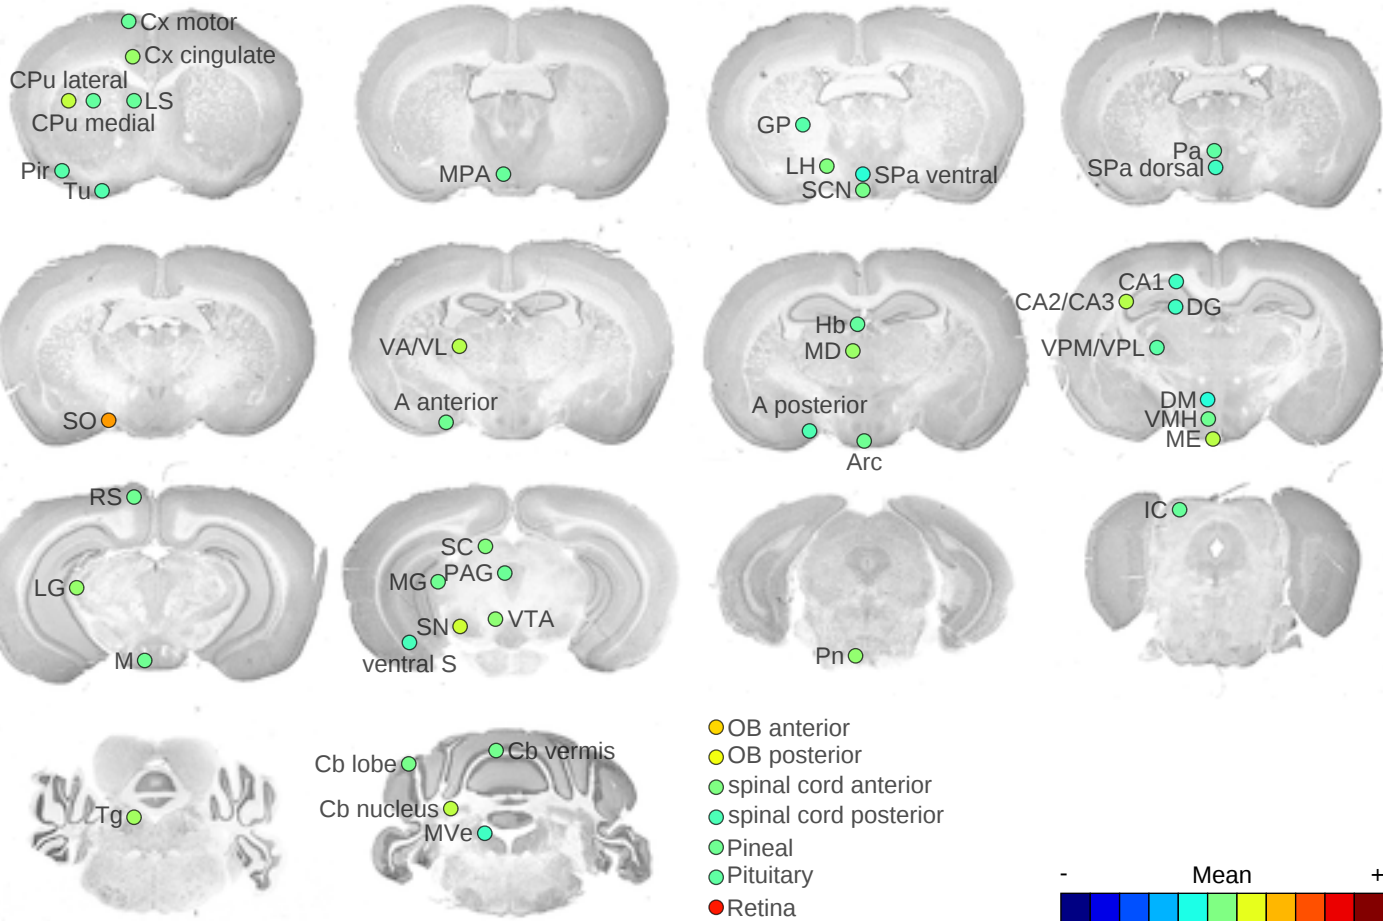 Cx motor
Cx cingulate
CPu lateral
LS
CPu medial
Pir
Tu
MPA
GP
LH
SPa ventral
SCN
Pa
SPa dorsal
SO
VA/VL
A anterior
Hb
MD
A posterior
Arc
CA1
CA2/CA3
DG
VPM/VPL
DM
VMH
ME
RS
LG
M
SC
PAG
MG
VTA
SN
ventral S
Pn
IC
Tg
Cb vermis
Cb lobe
Cb nucleus
MVe
OB anterior
OB posterior
spinal cord anterior
spinal cord posterior
Pineal
Pituitary
Retina
- Mean +